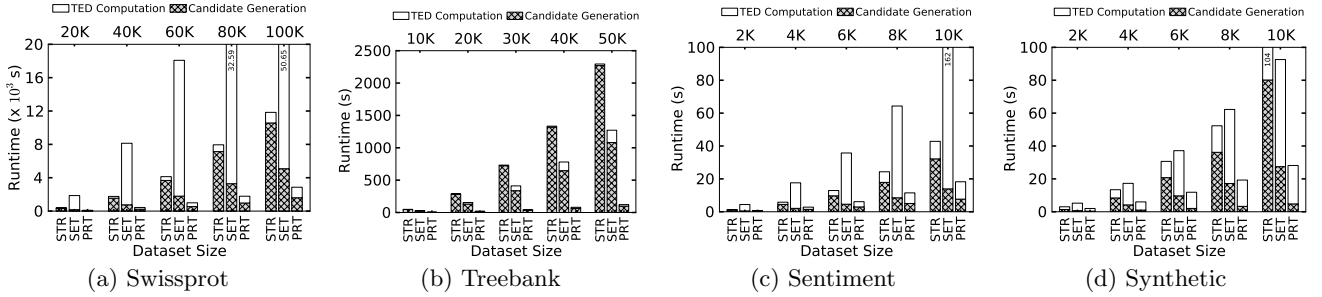 TED Computation Candidate Generation
20K 40K 60K 80K 100K
Runtime (x 10³ s)
20
16
12
8
4
0
32.59
50.65
STR SET PRT STR SET PRT STR SET PRT STR SET PRT STR SET PRT
Dataset Size
(a) Swissprot
TED Computation Candidate Generation
10K 20K 30K 40K 50K
Runtime (s)
2500
2000
1500
1000
500
0
STR SET PRT STR SET PRT STR SET PRT STR SET PRT STR SET PRT
Dataset Size
(b) Treebank
TED Computation Candidate Generation
2K 4K 6K 8K 10K
Runtime (s)
100
80
60
40
20
0
162
STR SET PRT STR SET PRT STR SET PRT STR SET PRT STR SET PRT
Dataset Size
(c) Sentiment
TED Computation Candidate Generation
2K 4K 6K 8K 10K
Runtime (s)
100
80
60
40
20
0
104
STR SET PRT STR SET PRT STR SET PRT STR SET PRT STR SET PRT
Dataset Size
(d) Synthetic